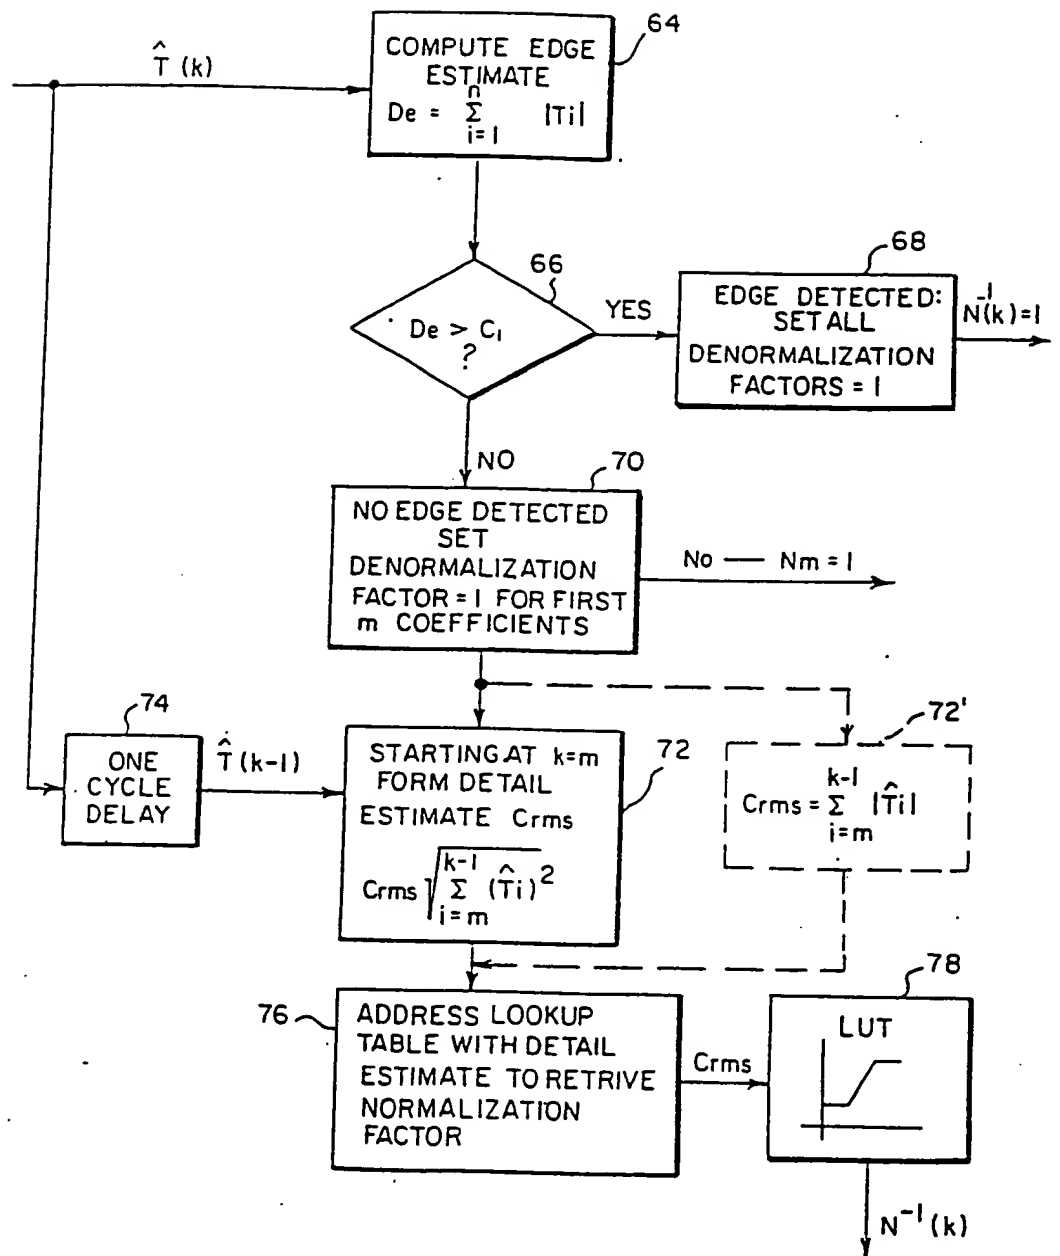 64
T̂ (k)
COMPUTE EDGE
ESTIMATE
De = n Σ i=1 |Ti|
66
68
De > C₁
?
YES
EDGE DETECTED:
SET ALL
DENORMALIZATION
FACTORS = 1
N⁻¹(k)=1
NO
70
NO EDGE DETECTED
SET
DENORMALIZATION
FACTOR = 1 FOR FIRST
m COEFFICIENTS
No — Nm = 1
74
ONE
CYCLE
DELAY
T̂ (k-1)
72
STARTING AT k=m
FORM DETAIL
ESTIMATE Crms
Crms √ k-1 Σ i=m (T̂i)²
72'
Crms = k-1 Σ i=m |T̂i|
76
ADDRESS LOOKUP
TABLE WITH DETAIL
ESTIMATE TO RETRIVE
NORMALIZATION
FACTOR
Crms
78
LUT
N⁻¹ (k)